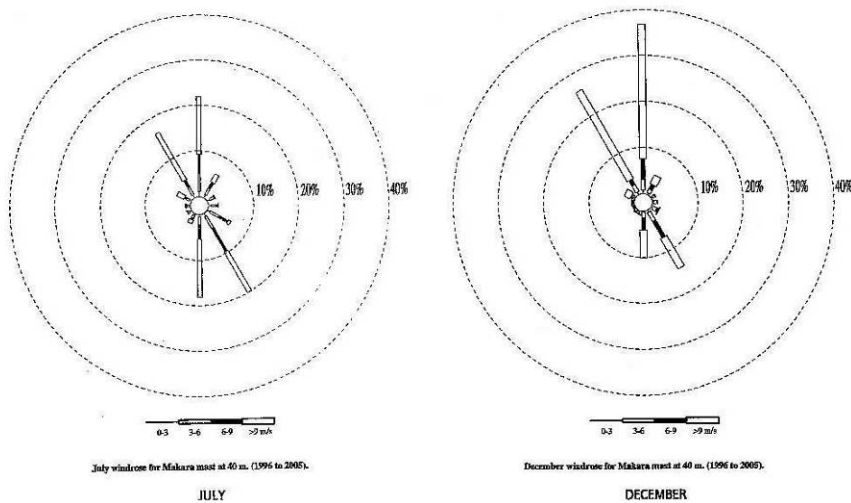 10% 20% 30% 40%
10% 20% 30% 40%
0-3 3-6 6-9 >9 m/s
0-3 3-6 6-9 >9 m/s
July windrose for Makara mast at 40 m. (1996 to 2005).
December windrose for Makara mast at 40 m. (1996 to 2005).
JULY
DECEMBER